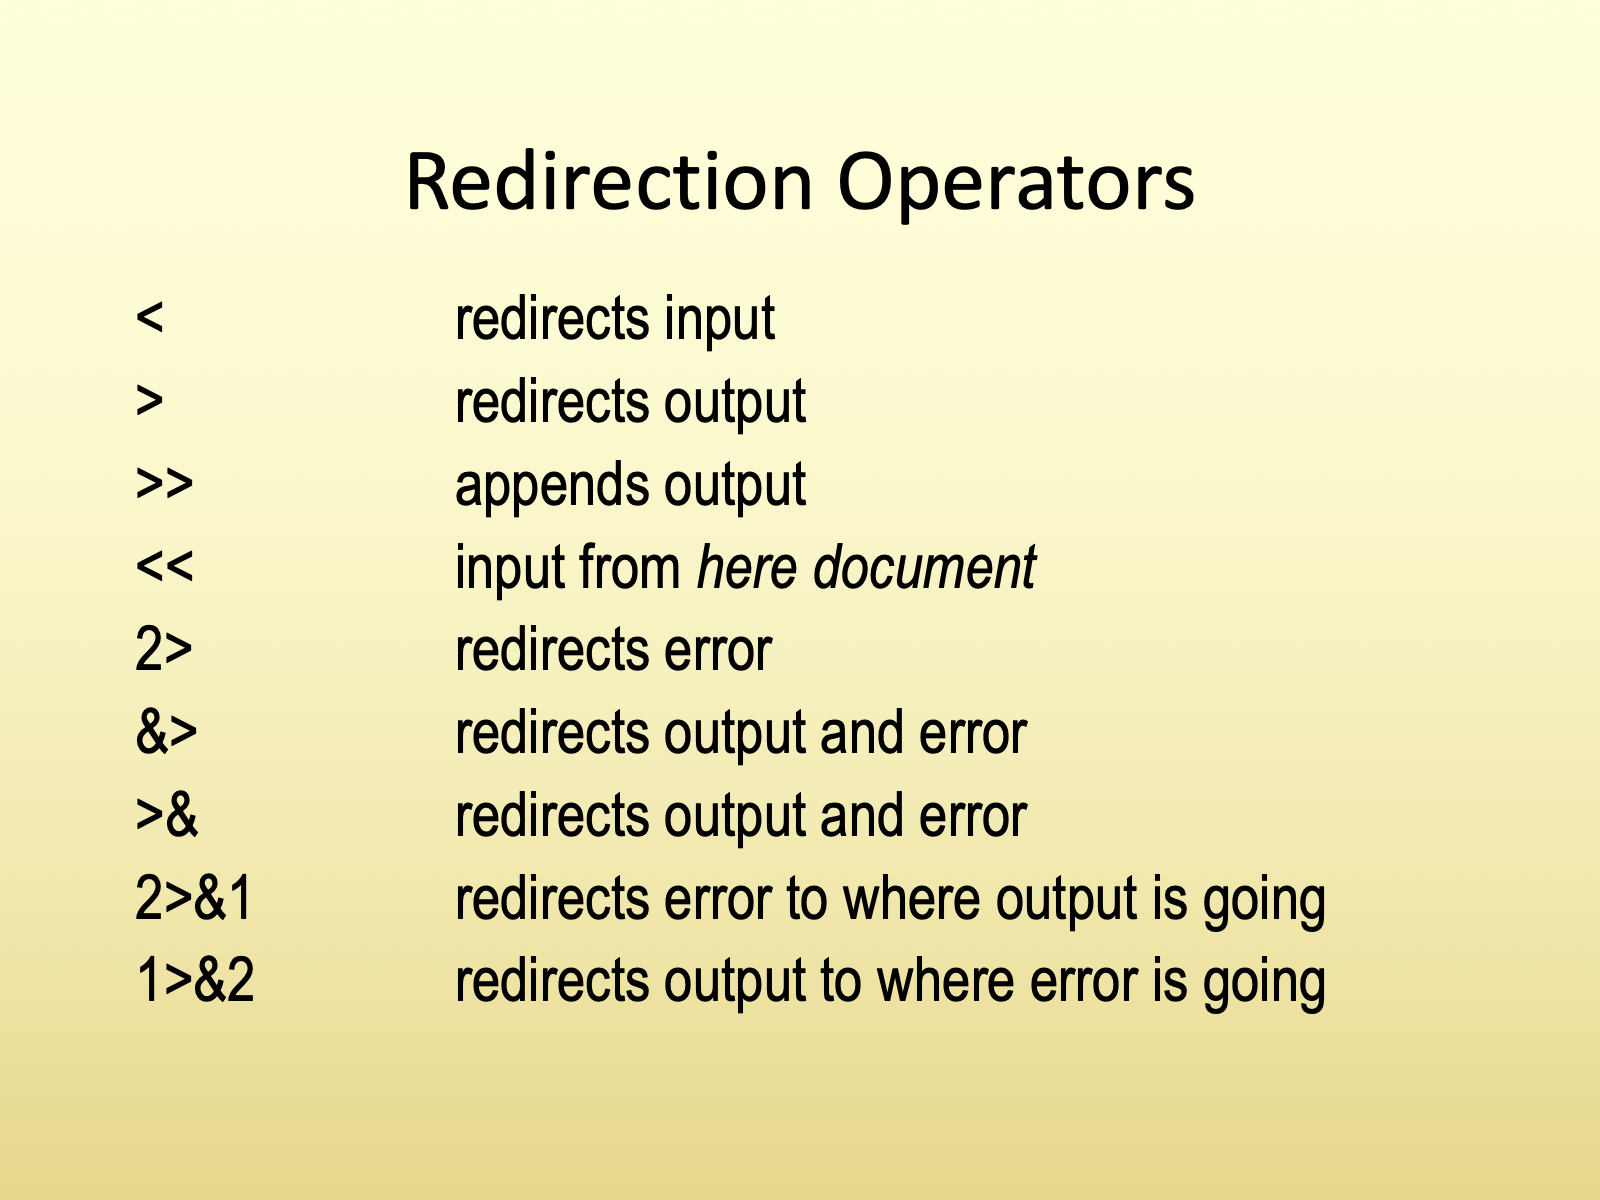 Redirection Operators
< redirects input
> redirects output
>> appends output
<< input from here document
2> redirects error
&> redirects output and error
>& redirects output and error
2>&1 redirects error to where output is going
1>&2 redirects output to where error is going